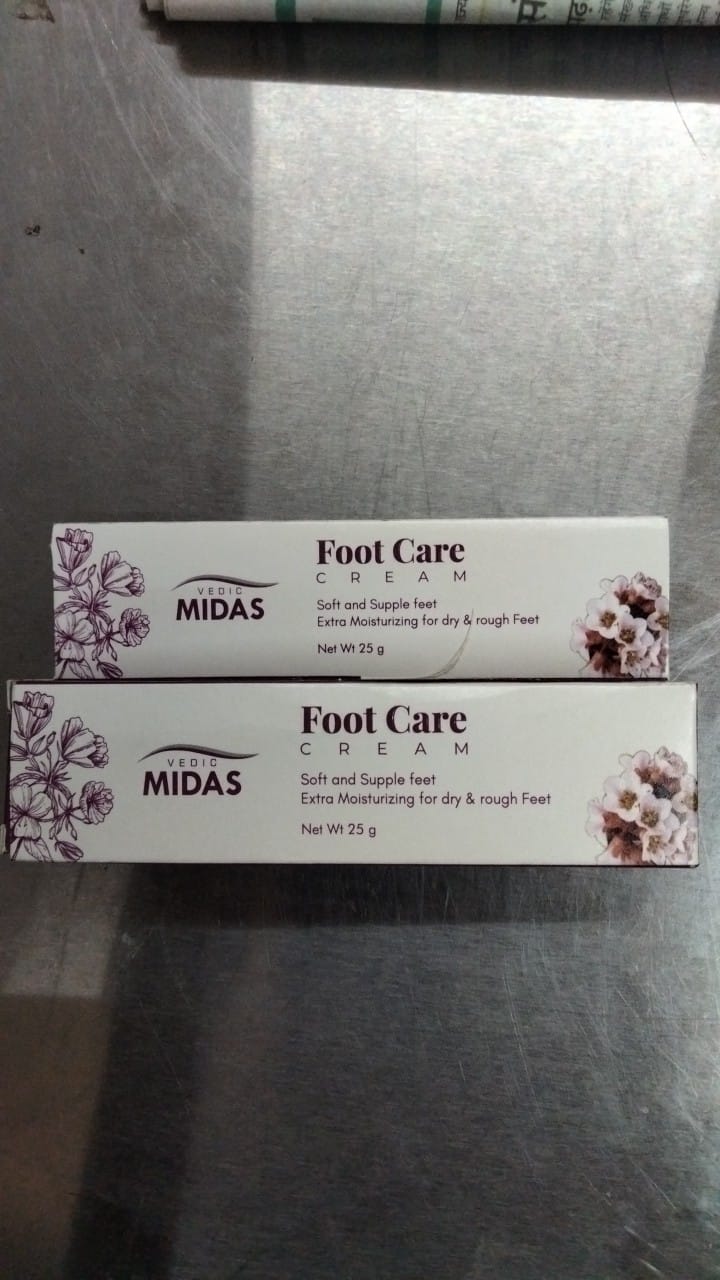 VEDIC
MIDAS
Foot Care
CREAM
Soft and Supple feet
Extra Moisturizing for dry & rough Feet
Net Wt 25 g
VEDIC
MIDAS
Foot Care
CREAM
Soft and Supple feet
Extra Moisturizing for dry & rough Feet
Net Wt 25 g